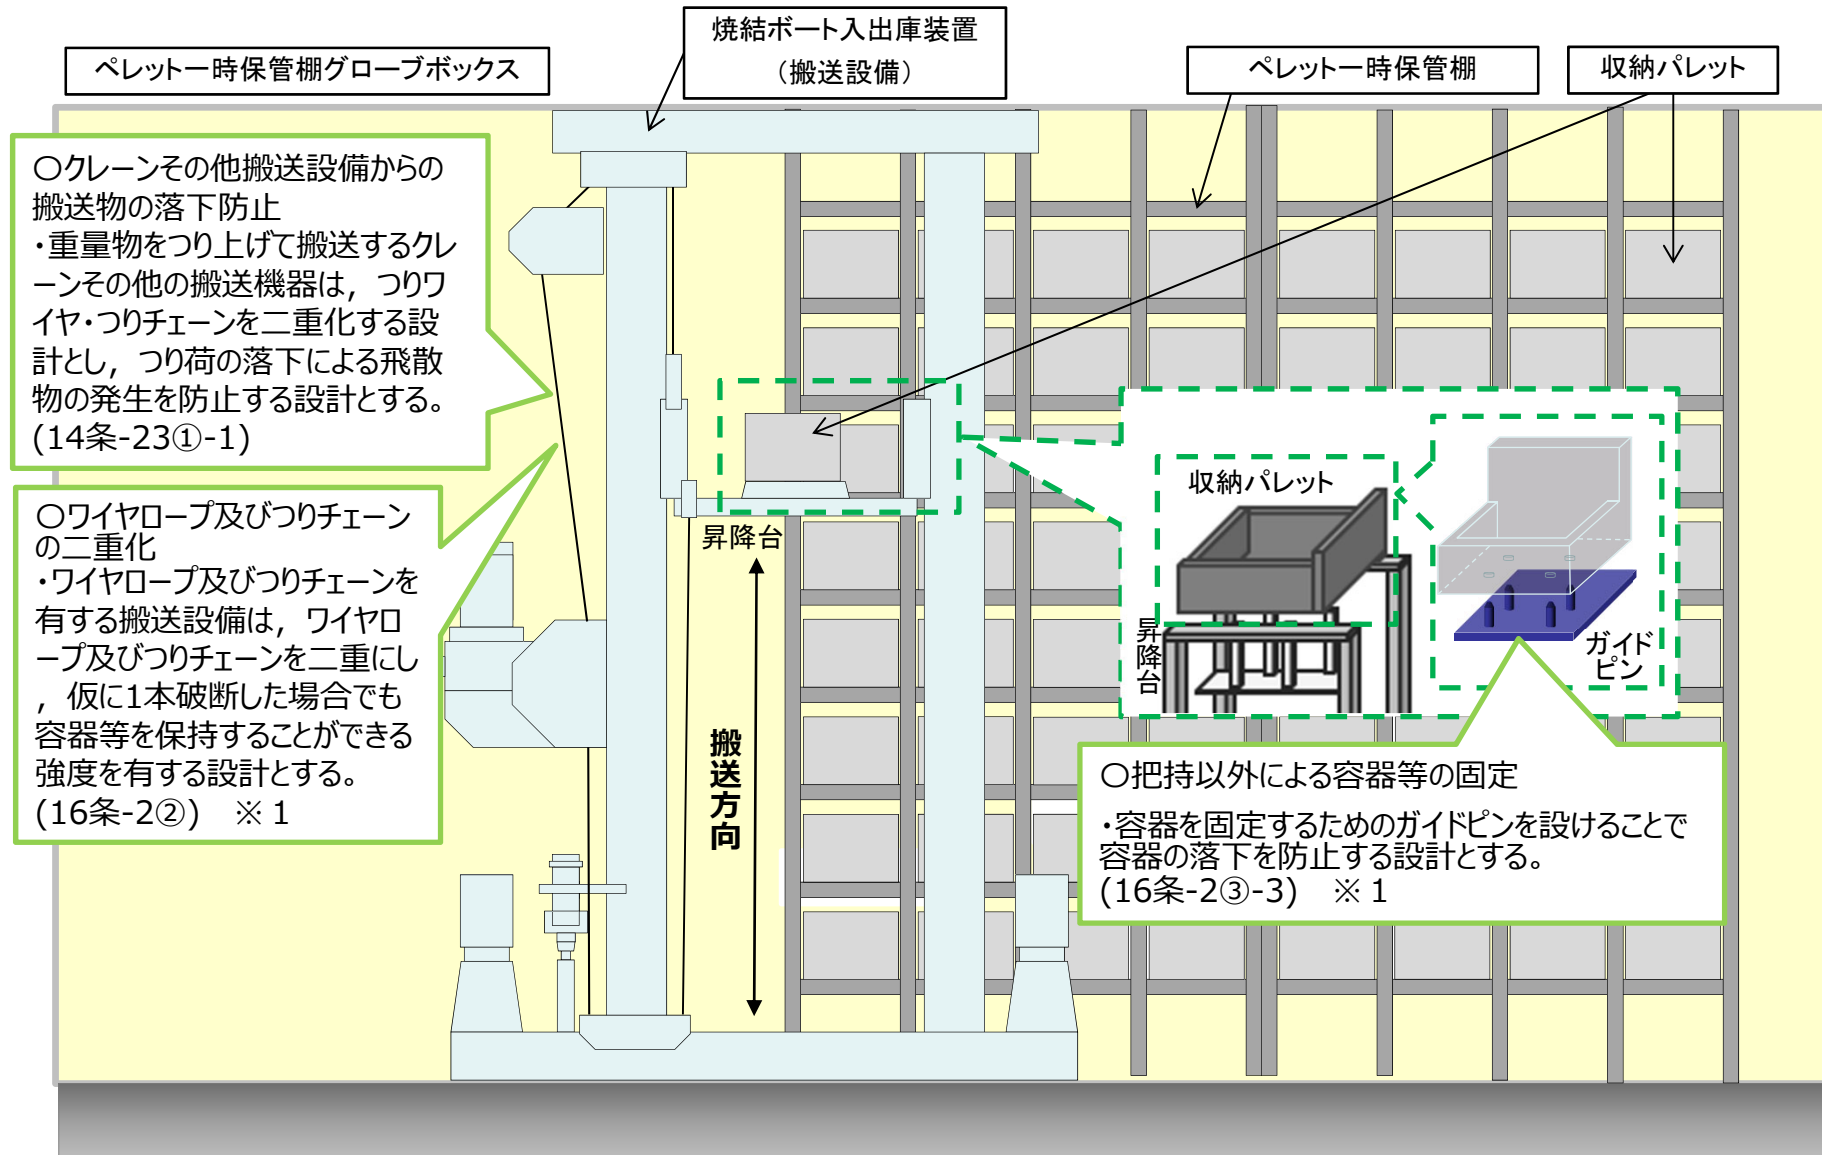 焼結ボート入出庫装置
（搬送設備）
ペレット一時保管棚グローブボックス
ペレット一時保管棚
収納パレット
〇クレーンその他搬送設備からの
搬送物の落下防止
・重量物をつり上げて搬送するクレ
ーンその他の搬送機器は，つりワ
イヤ・つりチェーンを二重化する設
計とし，つり荷の落下による飛散
物の発生を防止する設計とする。
(14条-23①-1)
〇ワイヤロープ及びつりチェーン
の二重化
・ワイヤロープ及びつりチェーンを
有する搬送設備は，ワイヤロ
ープ及びつりチェーンを二重にし
，仮に1本破断した場合でも
容器等を保持することができる
強度を有する設計とする。
(16条-2②)　※１
昇降台
搬送方向
収納パレット
昇降台
ガイド
ピン
〇把持以外による容器等の固定
・容器を固定するためのガイドピンを設けることで
容器の落下を防止する設計とする。
(16条-2③-3)　※１